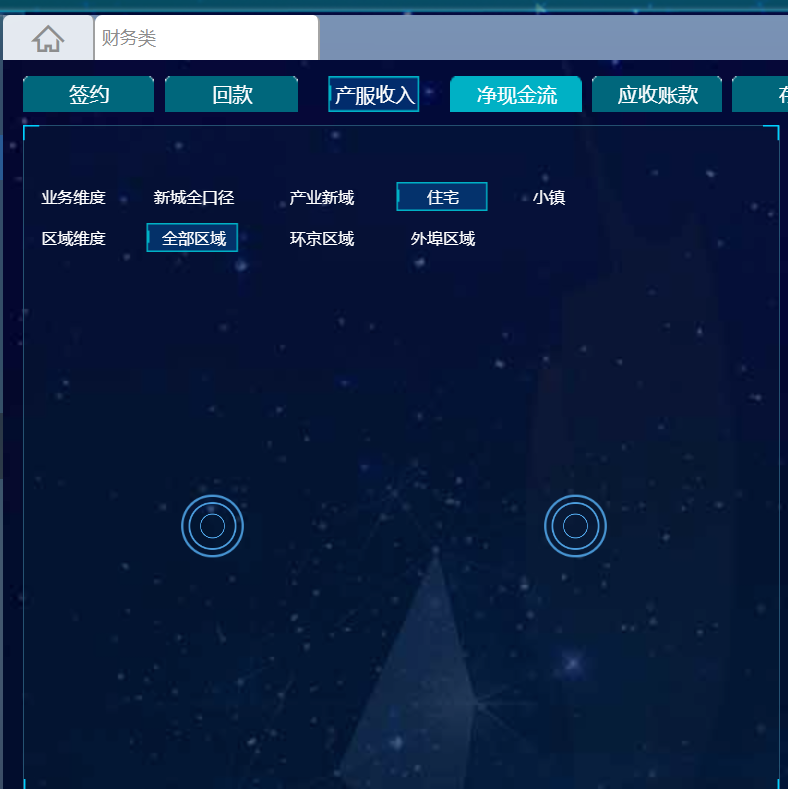 财务类
签约 回款 产服收入 净现金流 应收账款
业务维度 新城全口径 产业新域 住宅 小镇
区域维度 全部区域 环京区域 外埠区域